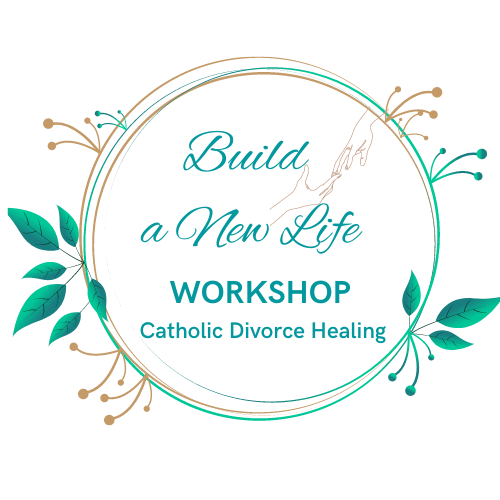 Build
a New Life
WORKSHOP
Catholic Divorce Healing